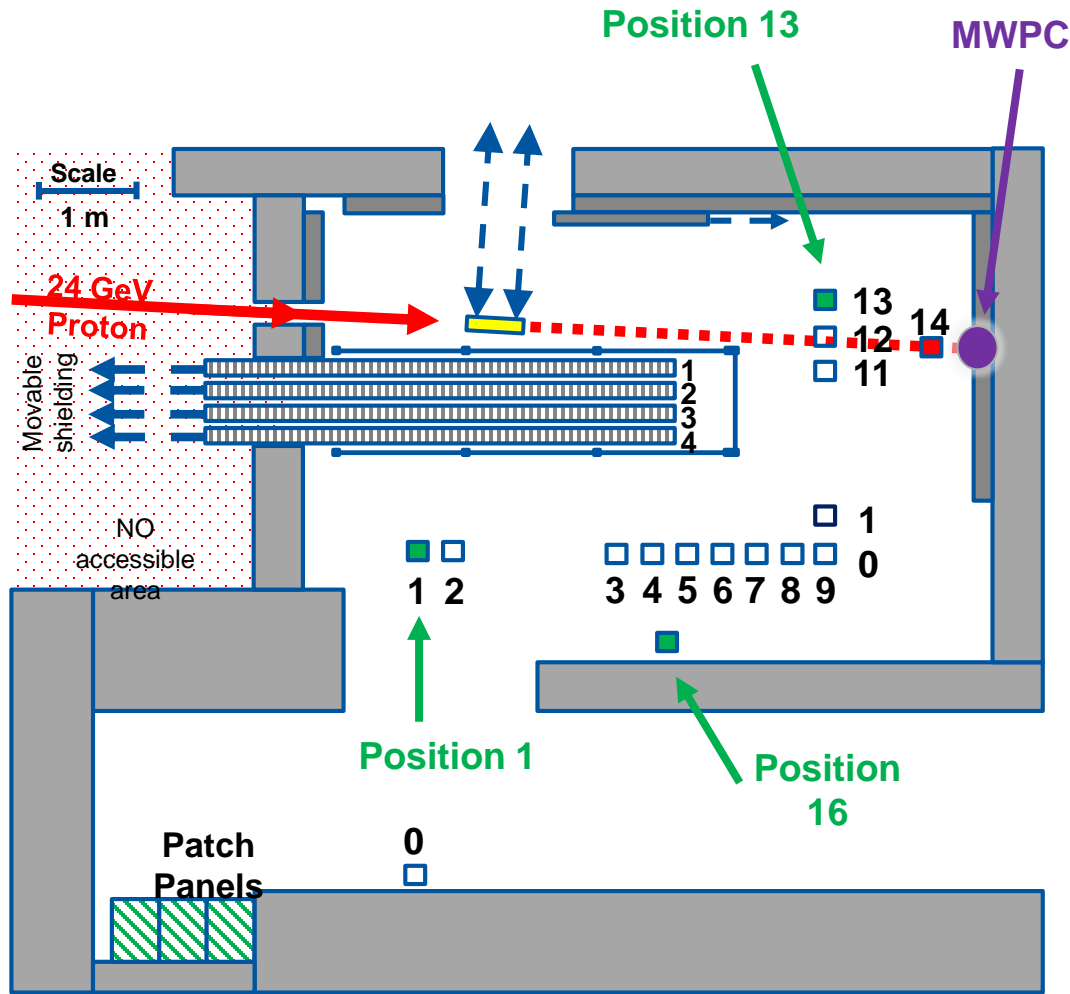 Position 13
MWPC
Scale
1 m
24 GeV
Proton
13
14
12
11
Movable
shielding
1
2
3
4
NO
accessible
area
1
0
1 2
3 4 5 6 7 8 9
Position 1
Position
16
0
Patch
Panels